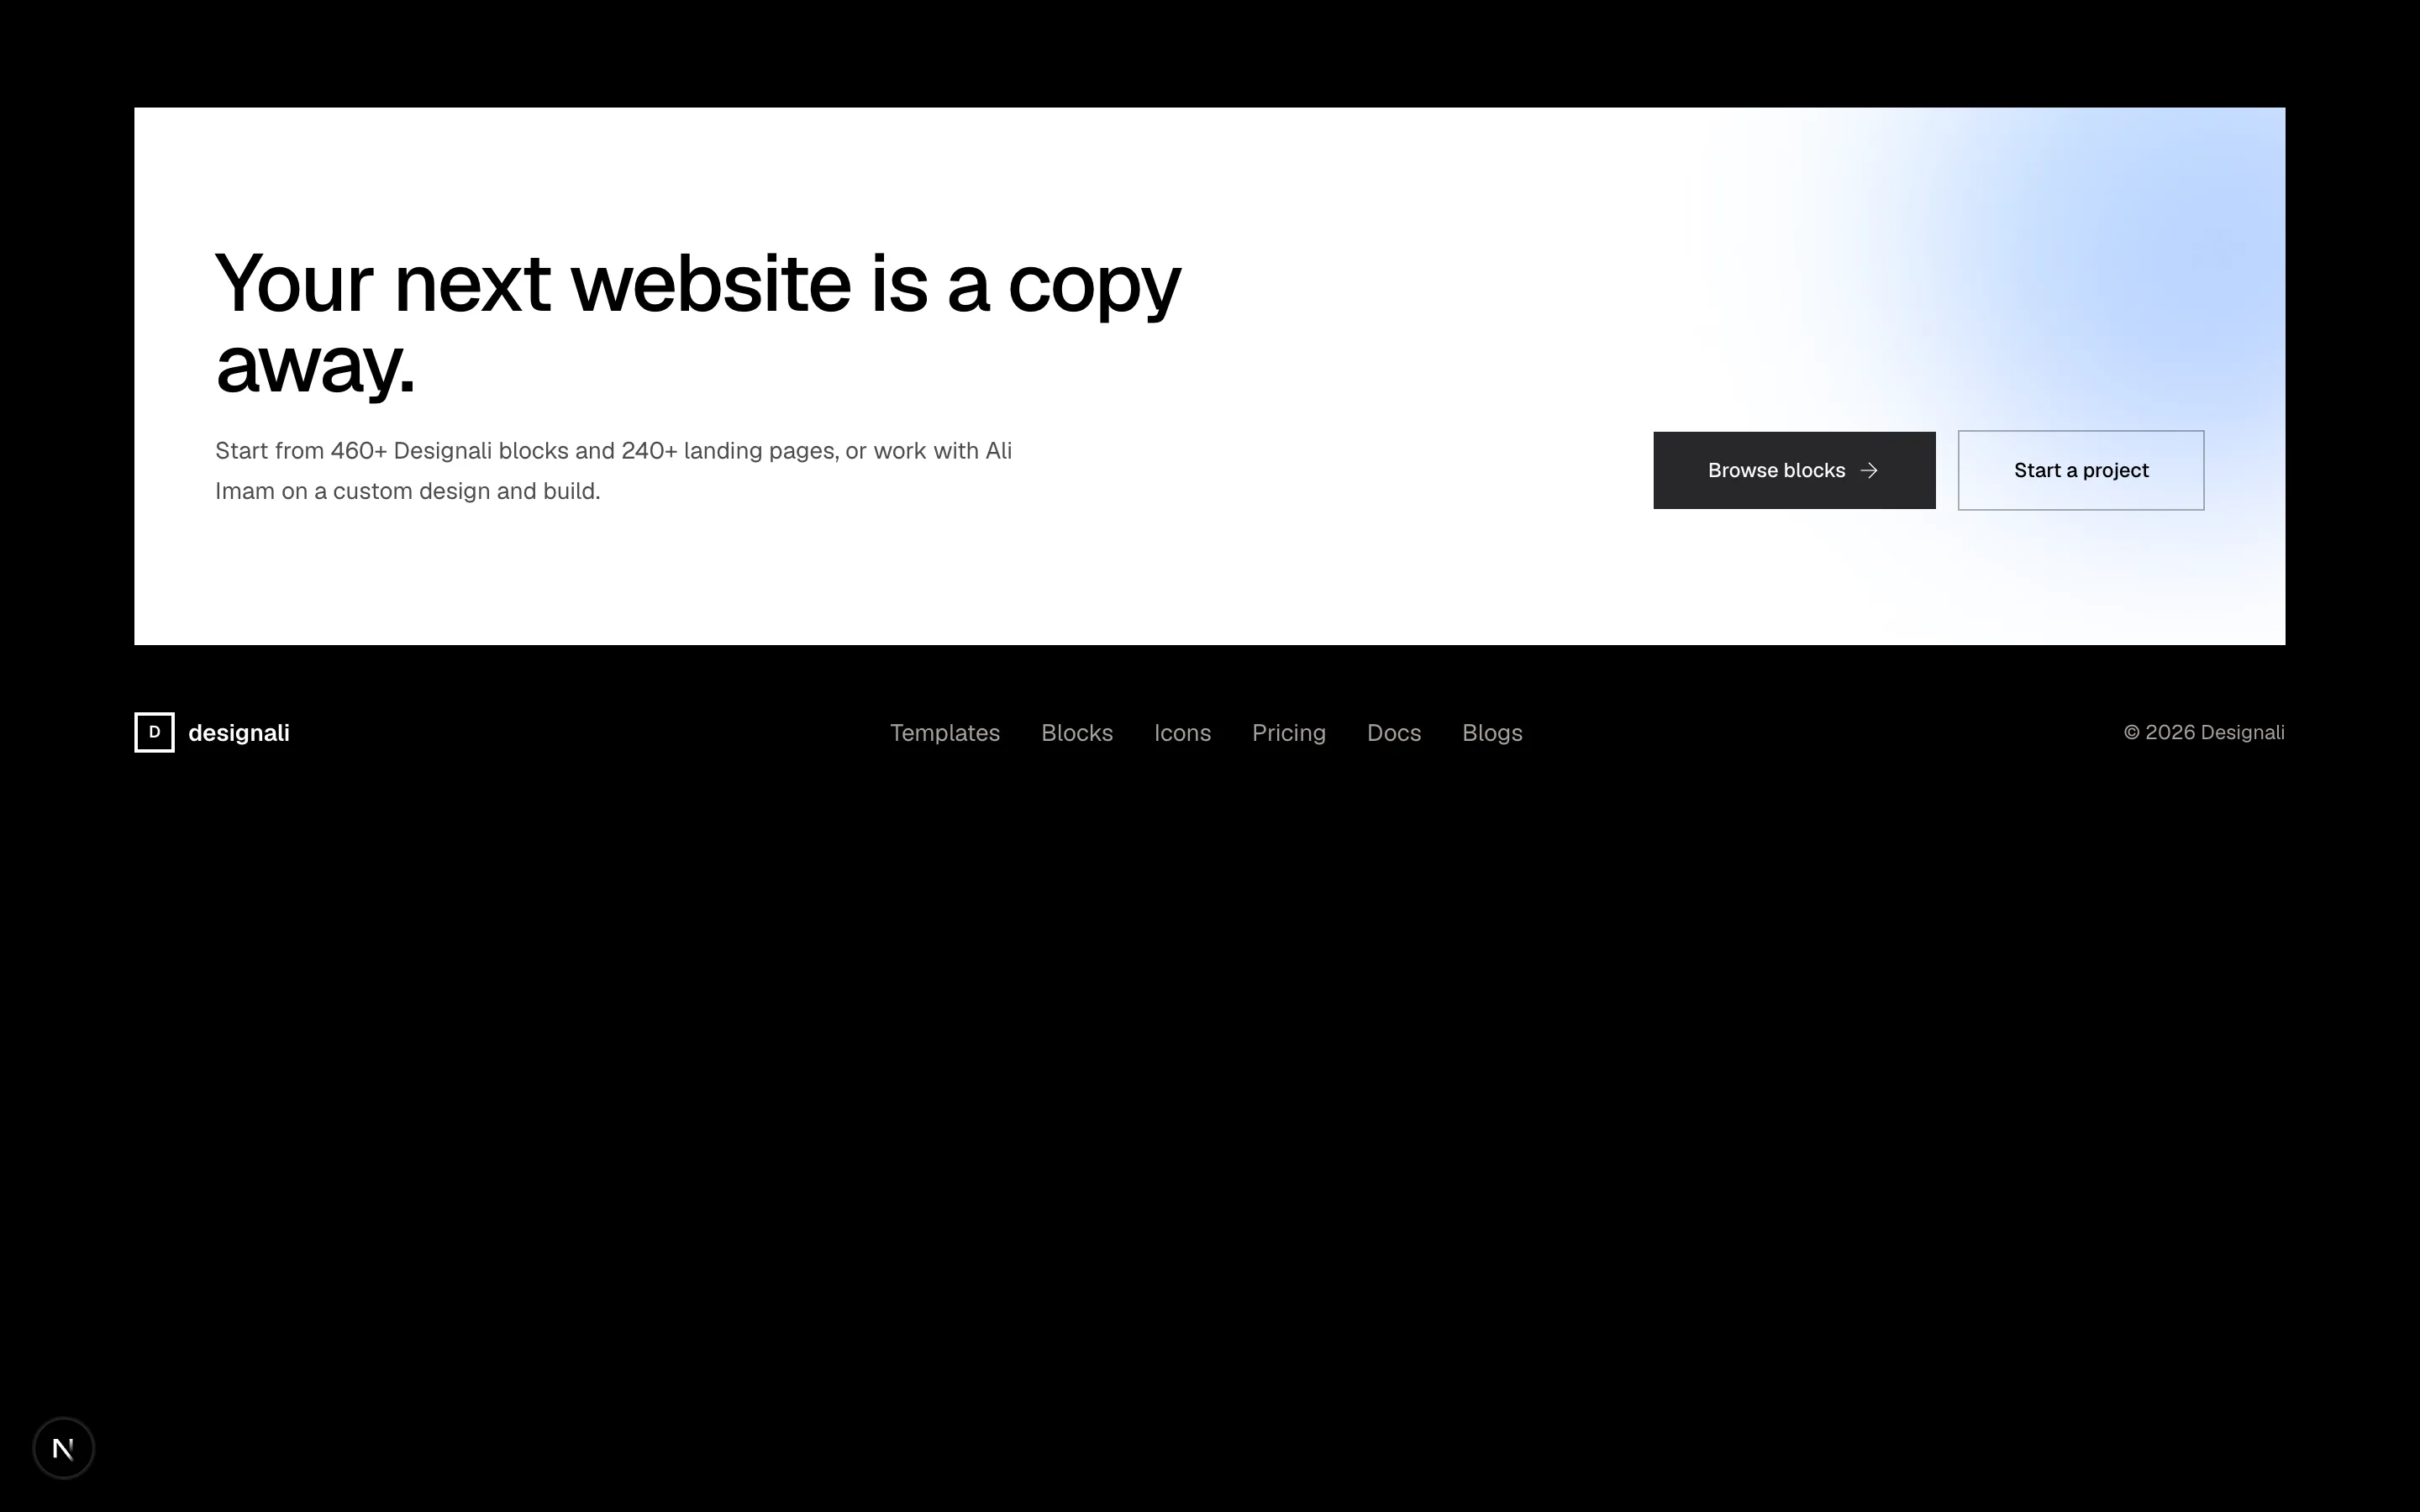 Your next website is a copy
away.
Start from 460+ Designali blocks and 240+ landing pages, or work with Ali
Imam on a custom design and build.
Browse blocks →
Start a project
D designali
Templates Blocks Icons Pricing Docs Blogs
© 2026 Designali
N